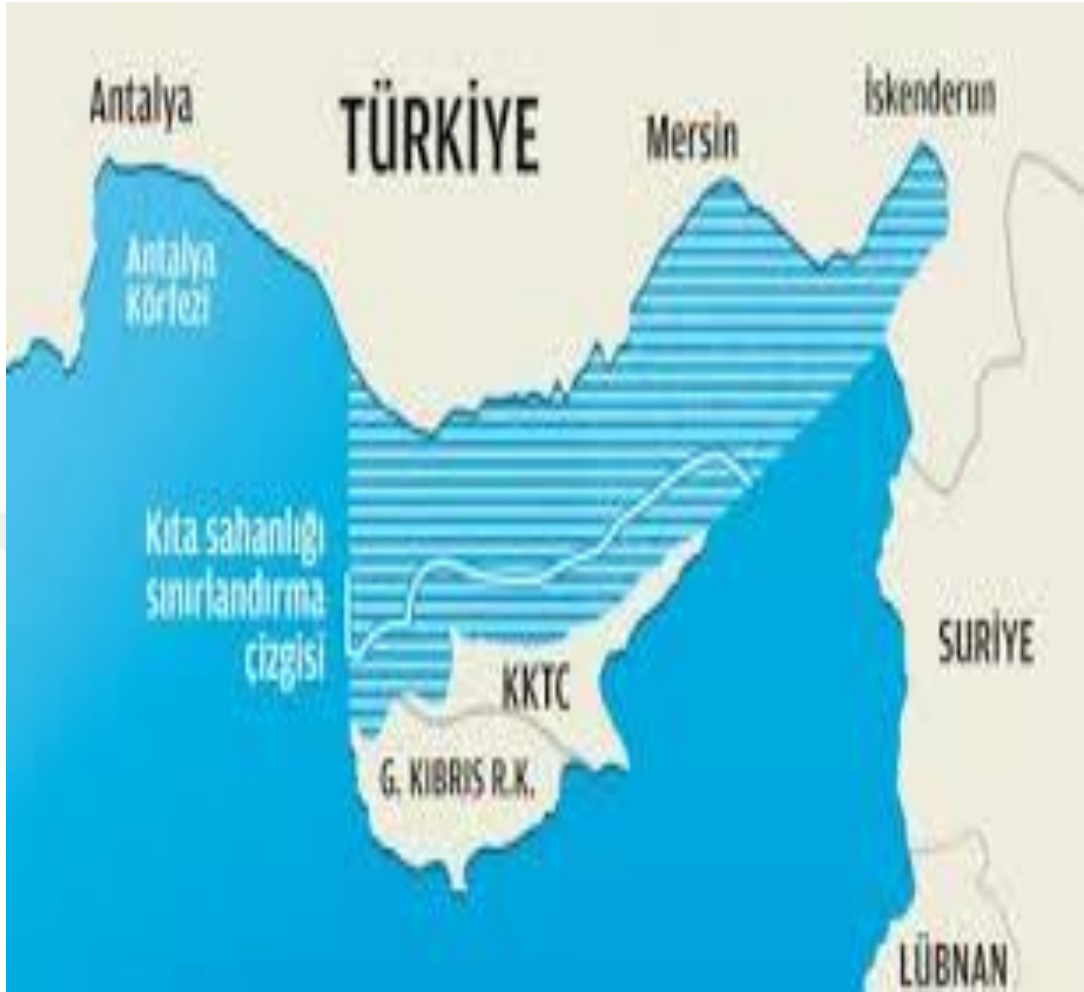 Antalya
TÜRKİYE
Mersin
İskenderun
Antalya
Körfezi
Kıta sahanlığı
sınırlandırma
çizgisi
KKTC
G. KIBRIS R.K.
SURİYE
LÜBNAN